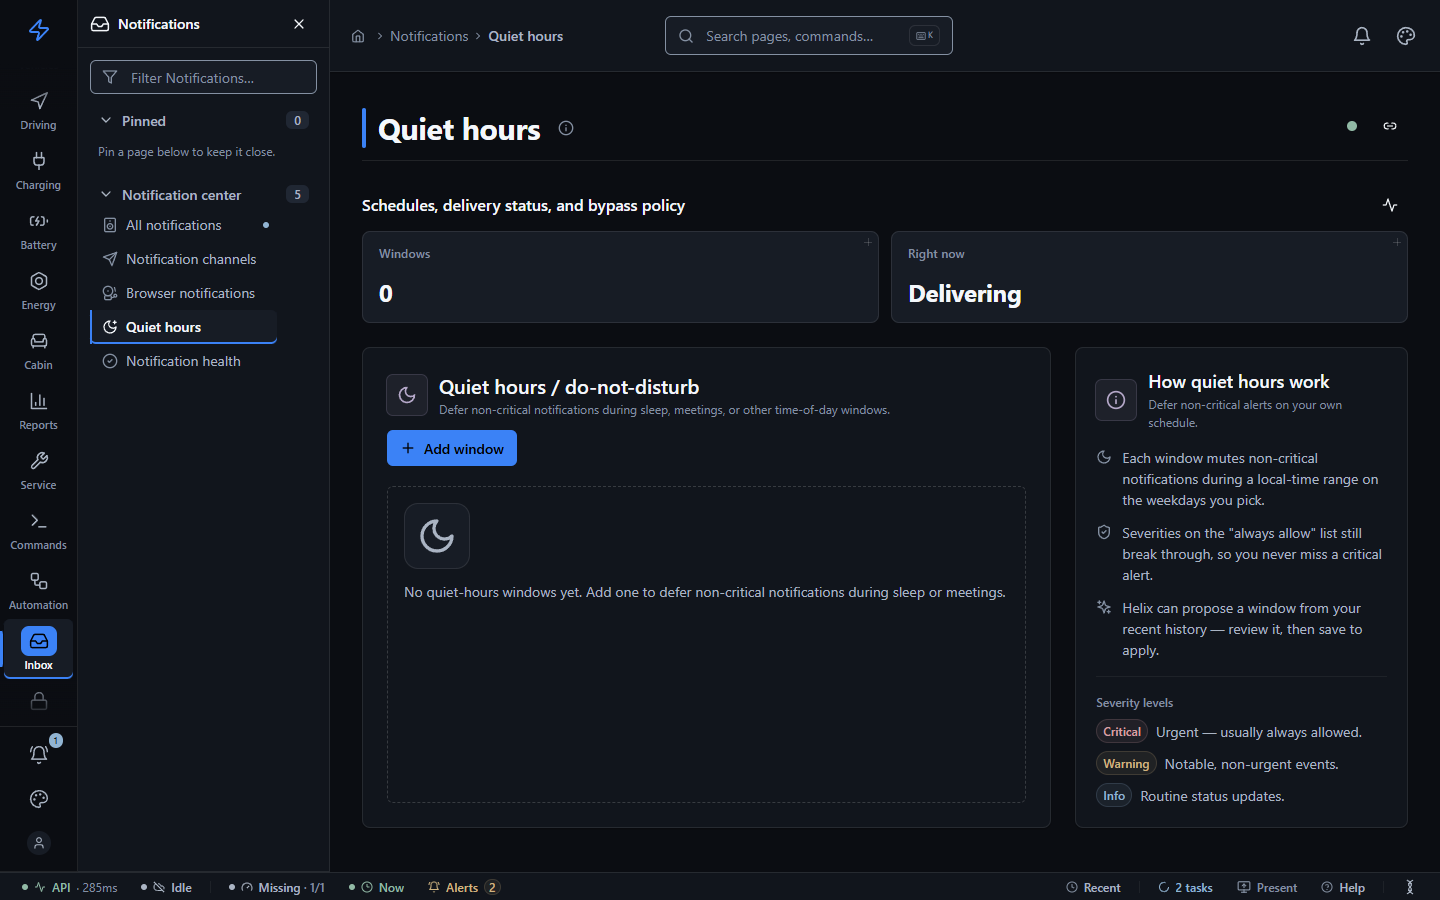 Notifications
Filter Notifications...
Pinned
0
Pin a page below to keep it close.
Notification center
5
All notifications
Notification channels
Browser notifications
Quiet hours
Notification health
Driving
Charging
Battery
Energy
Cabin
Reports
Service
Commands
Automation
Inbox
1
Notifications
Quiet hours
Search pages, commands...
K
Quiet hours
Schedules, delivery status, and bypass policy
Windows
0
Right now
Delivering
Quiet hours / do-not-disturb
Defer non-critical notifications during sleep, meetings, or other time-of-day windows.
Add window
No quiet-hours windows yet. Add one to defer non-critical notifications during sleep or meetings.
How quiet hours work
Defer non-critical alerts on your own
schedule.
Each window mutes non-critical
notifications during a local-time range on
the weekdays you pick.
Severities on the "always allow" list still
break through, so you never miss a critical
alert.
Helix can propose a window from your
recent history — review it, then save to
apply.
Severity levels
Critical Urgent — usually always allowed.
Warning Notable, non-urgent events.
Info Routine status updates.
API · 285ms
Idle
Missing · 1/1
Now
Alerts 2
Recent
2 tasks
Present
Help